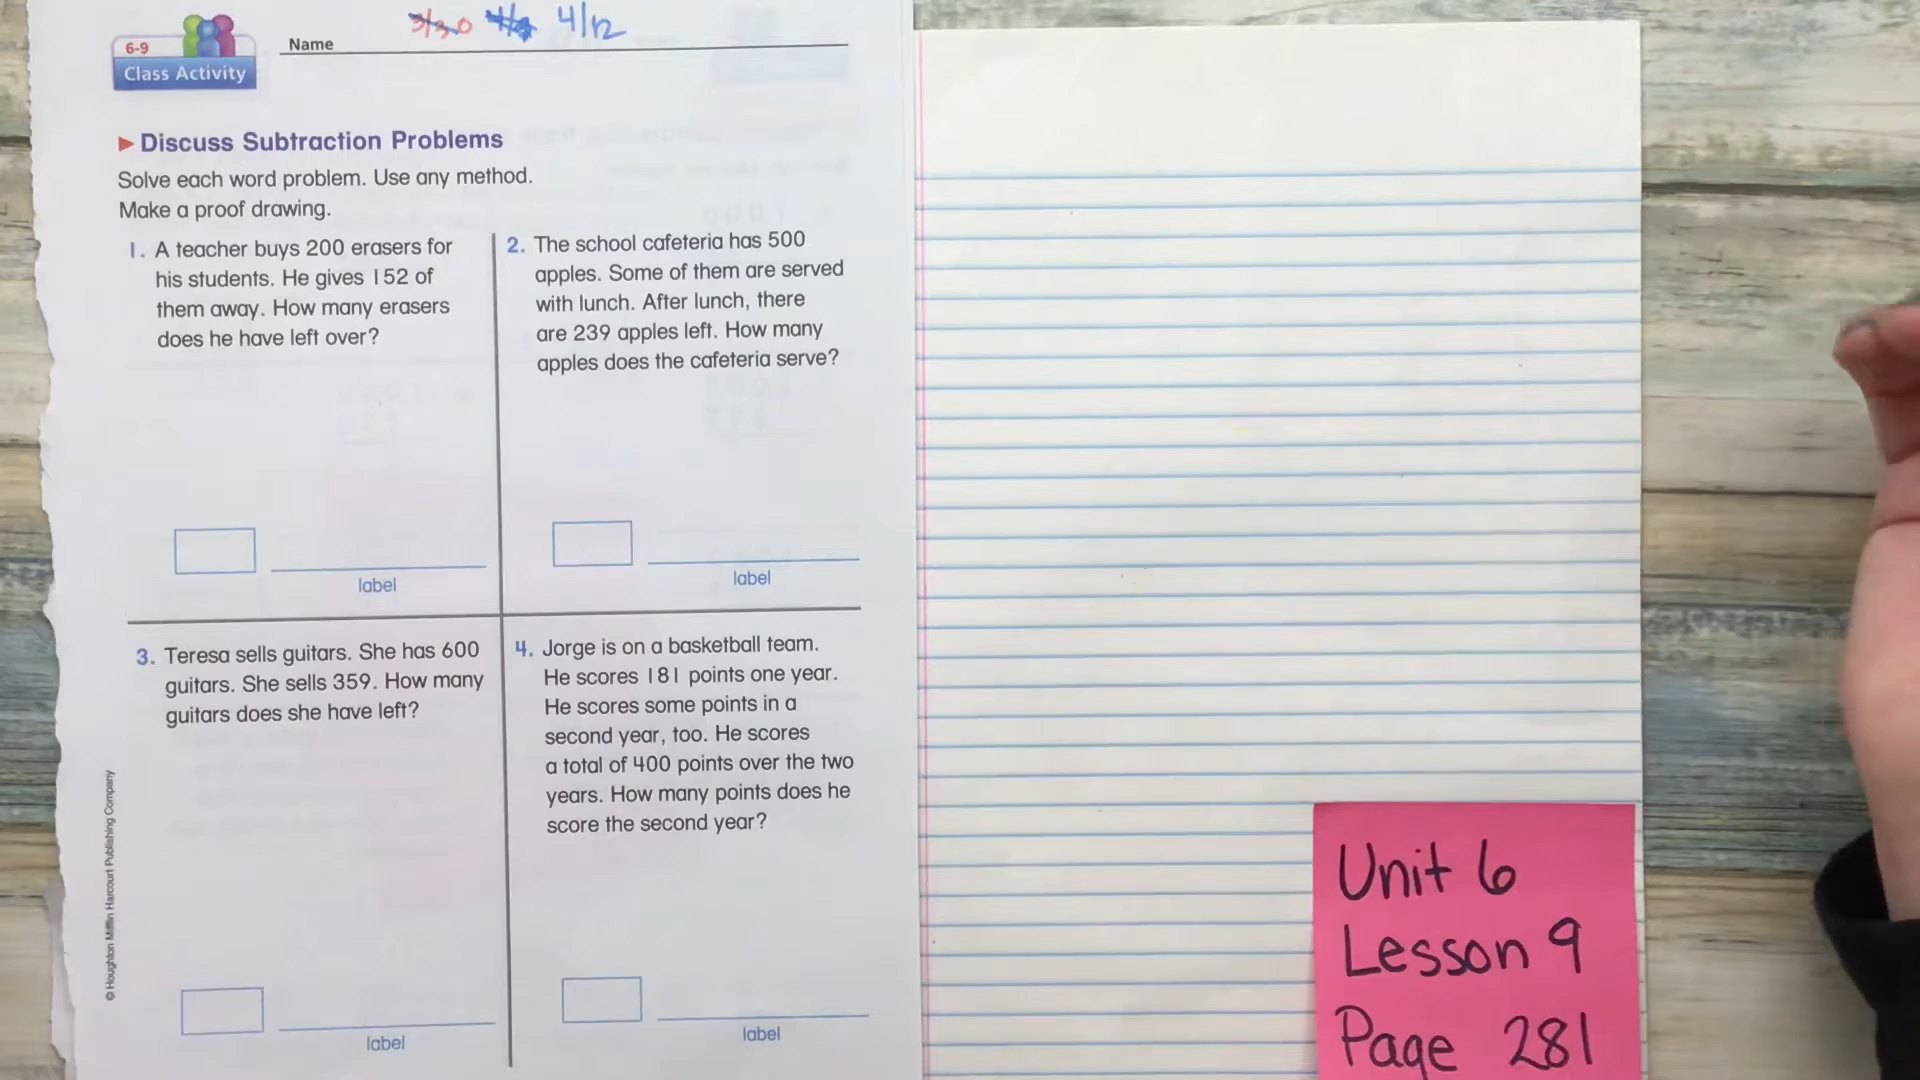 3/30 4/12
6-9
Name
Class Activity
Discuss Subtraction Problems
Solve each word problem. Use any method.
Make a proof drawing.
1. A teacher buys 200 erasers for
his students. He gives 152 of
them away. How many erasers
does he have left over?
label
2. The school cafeteria has 500
apples. Some of them are served
with lunch. After lunch, there
are 239 apples left. How many
apples does the cafeteria serve?
label
3. Teresa sells guitars. She has 600
guitars. She sells 359. How many
guitars does she have left?
label
4. Jorge is on a basketball team.
He scores 181 points one year.
He scores some points in a
second year, too. He scores
a total of 400 points over the two
years. How many points does he
score the second year?
label
© Houghton Mifflin Harcourt Publishing Company
Unit 6
Lesson 9
Page 281